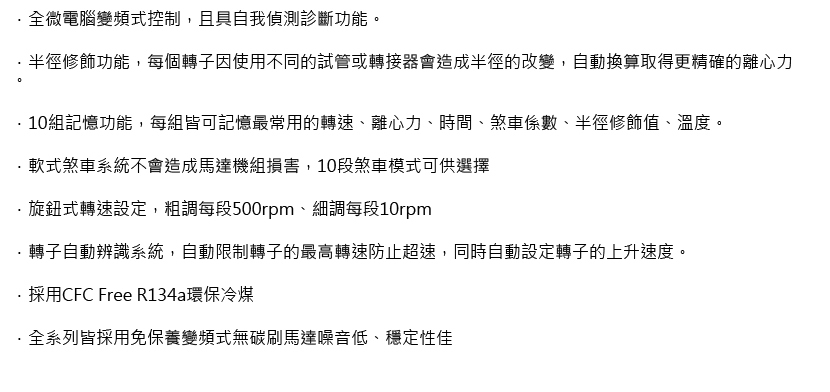 · 全微電腦變頻式控制，且具自我偵測診斷功能。
· 半徑修飾功能，每個轉子因使用不同的試管或轉接器會造成半徑的改變，自動換算取得更精確的離心力
。
· 10組記憶功能，每組皆可記憶最常用的轉速、離心力、時間、煞車係數、半徑修飾值、溫度。
· 軟式煞車系統不會造成馬達機組損害，10段煞車模式可供選擇
· 旋鈕式轉速設定，粗調每段500rpm、細調每段10rpm
· 轉子自動辨識系統，自動限制轉子的最高轉速防止超速，同時自動設定轉子的上升速度。
· 採用CFC Free R134a環保冷煤
· 全系列皆採用免保養變頻式無碳刷馬達噪音低、穩定性佳